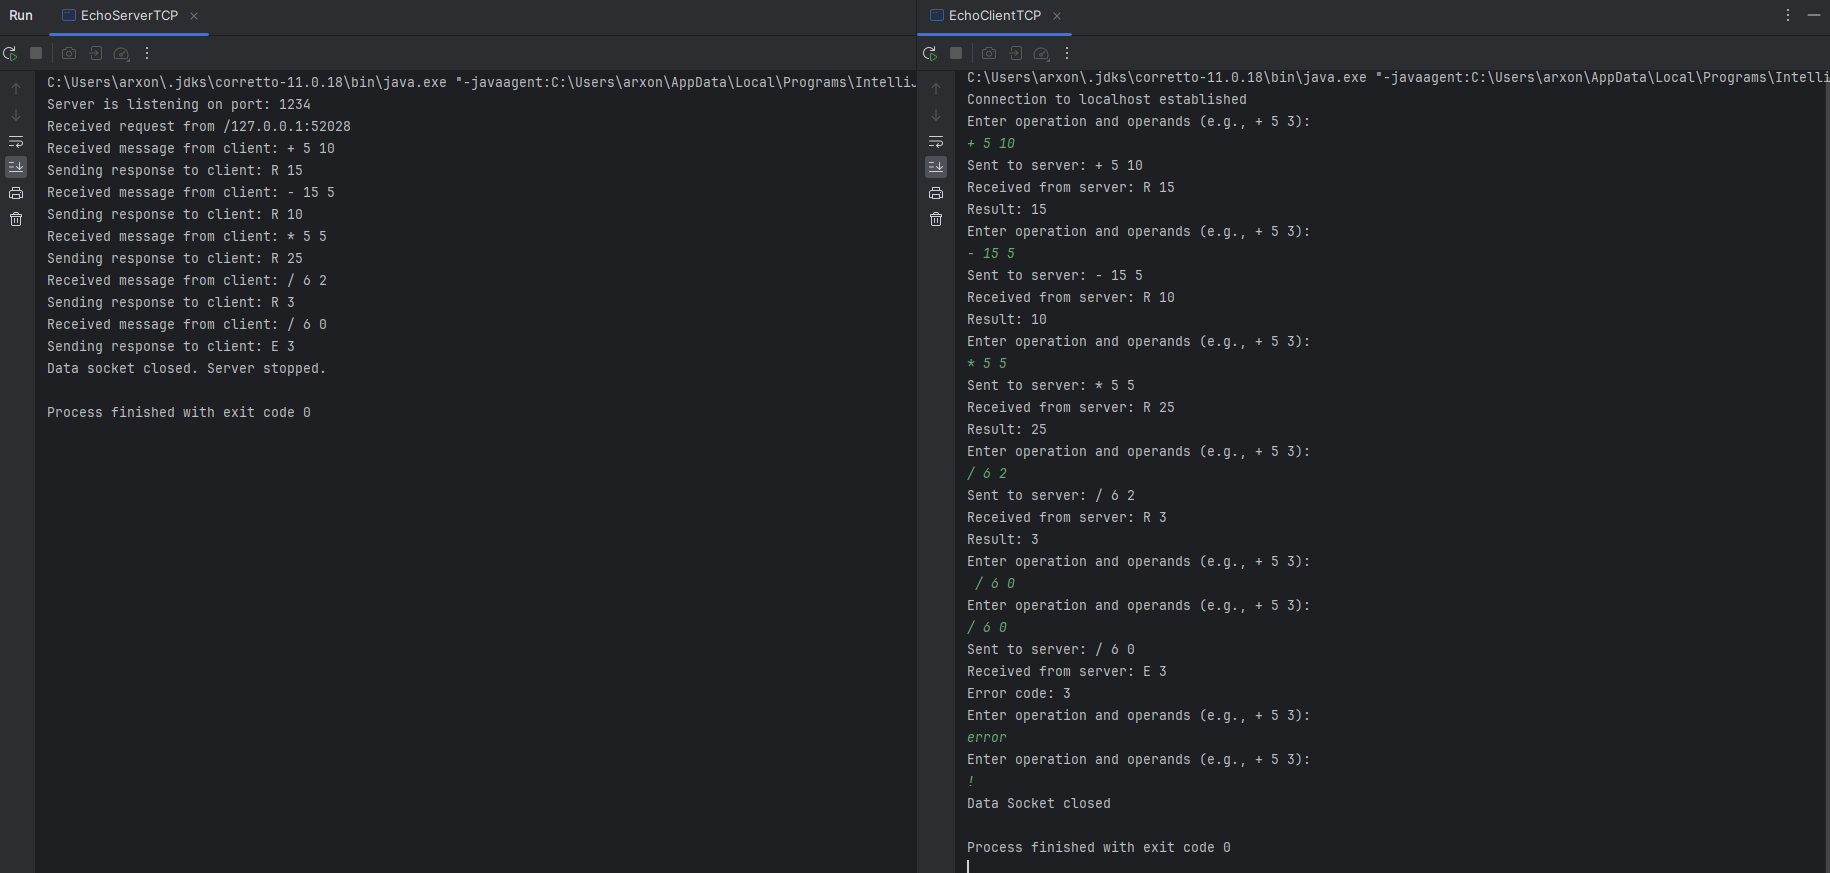 Run
EchoServerTCP
C:\Users\arxon\.jdks\corretto-11.0.18\bin\java.exe "-javaagent:C:\Users\arxon\AppData\Local\Programs\IntelliJ
Server is listening on port: 1234
Received request from /127.0.0.1:52028
Received message from client: + 5 10
Sending response to client: R 15
Received message from client: - 15 5
Sending response to client: R 10
Received message from client: * 5 5
Sending response to client: R 25
Received message from client: / 6 2
Sending response to client: R 3
Received message from client: / 6 0
Sending response to client: E 3
Data socket closed. Server stopped.
Process finished with exit code 0
EchoClientTCP
C:\Users\arxon\.jdks\corretto-11.0.18\bin\java.exe "-javaagent:C:\Users\arxon\AppData\Local\Programs\Intelli
Connection to localhost established
Enter operation and operands (e.g., + 5 3):
+ 5 10
Sent to server: + 5 10
Received from server: R 15
Result: 15
Enter operation and operands (e.g., + 5 3):
- 15 5
Sent to server: - 15 5
Received from server: R 10
Result: 10
Enter operation and operands (e.g., + 5 3):
* 5 5
Sent to server: * 5 5
Received from server: R 25
Result: 25
Enter operation and operands (e.g., + 5 3):
/ 6 2
Sent to server: / 6 2
Received from server: R 3
Result: 3
Enter operation and operands (e.g., + 5 3):
 / 6 0
Enter operation and operands (e.g., + 5 3):
/ 6 0
Sent to server: / 6 0
Received from server: E 3
Error code: 3
Enter operation and operands (e.g., + 5 3):
error
Enter operation and operands (e.g., + 5 3):
!
Data Socket closed
Process finished with exit code 0